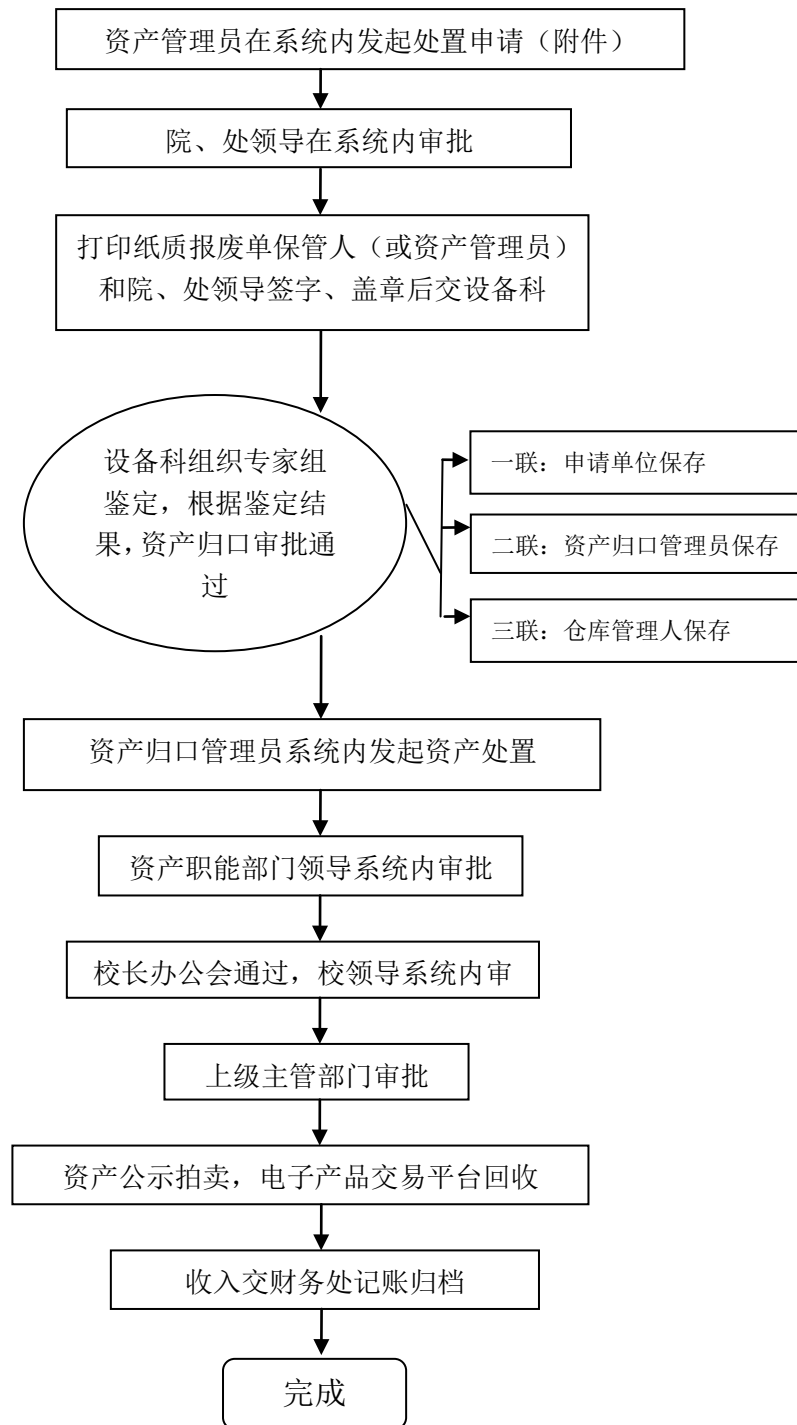 资产管理员在系统内发起处置申请（附件）
院、处领导在系统内审批
打印纸质报废单保管人（或资产管理员）
和院、处领导签字、盖章后交设备科
设备科组织专家组
鉴定，根据鉴定结
果，资产归口审批通
过
一联：申请单位保存
二联：资产归口管理员保存
三联：仓库管理人保存
资产归口管理员系统内发起资产处置
资产职能部门领导系统内审批
校长办公会通过，校领导系统内审
上级主管部门审批
资产公示拍卖，电子产品交易平台回收
收入交财务处记账归档
完成